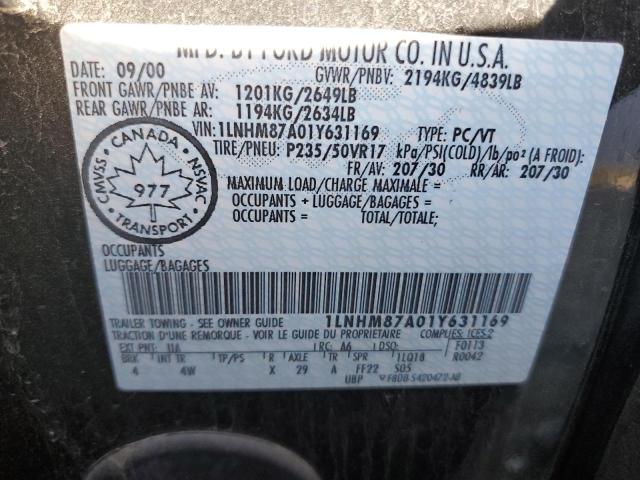 MFD. BY FORD MOTOR CO. IN U.S.A.
DATE: 09/00 GVWR/PNBV: 2194KG/4839LB
FRONT GAWR/PNBE AV: 1201KG/2649LB
REAR GAWR/PNBE AR: 1194KG/2634LB
VIN:1LNHM87A01Y631169 TYPE: PC/VT
TIRE/PNEU: P235/50VR17 kPa/PSI(COLD)/lb/po² (A FROID):
FR/AV: 207/30 RR/AR: 207/30
MAXIMUM LOAD/CHARGE MAXIMALE =
OCCUPANTS + LUGGAGE/BAGAGES =
OCCUPANTS = TOTAL/TOTALE;
CANADA
CMVSS NSVAC
977
TRANSPORT
OCCUPANTS
LUGGAGE/BAGAGES
1LNHM87A01Y631169
TRAILER TOWING - SEE OWNER GUIDE
TRACTION D'UNE REMORQUE - VOIR LE GUIDE DU PROPRIETAIRE COMPLIES: ICES-2
EXT PNT: UA RC: A6 DSO: F0113
BRK INT TR TP/PS R AXLE TR SPR 1LQ18 R0042
4 4W X 29 A FF22 S05
UBP